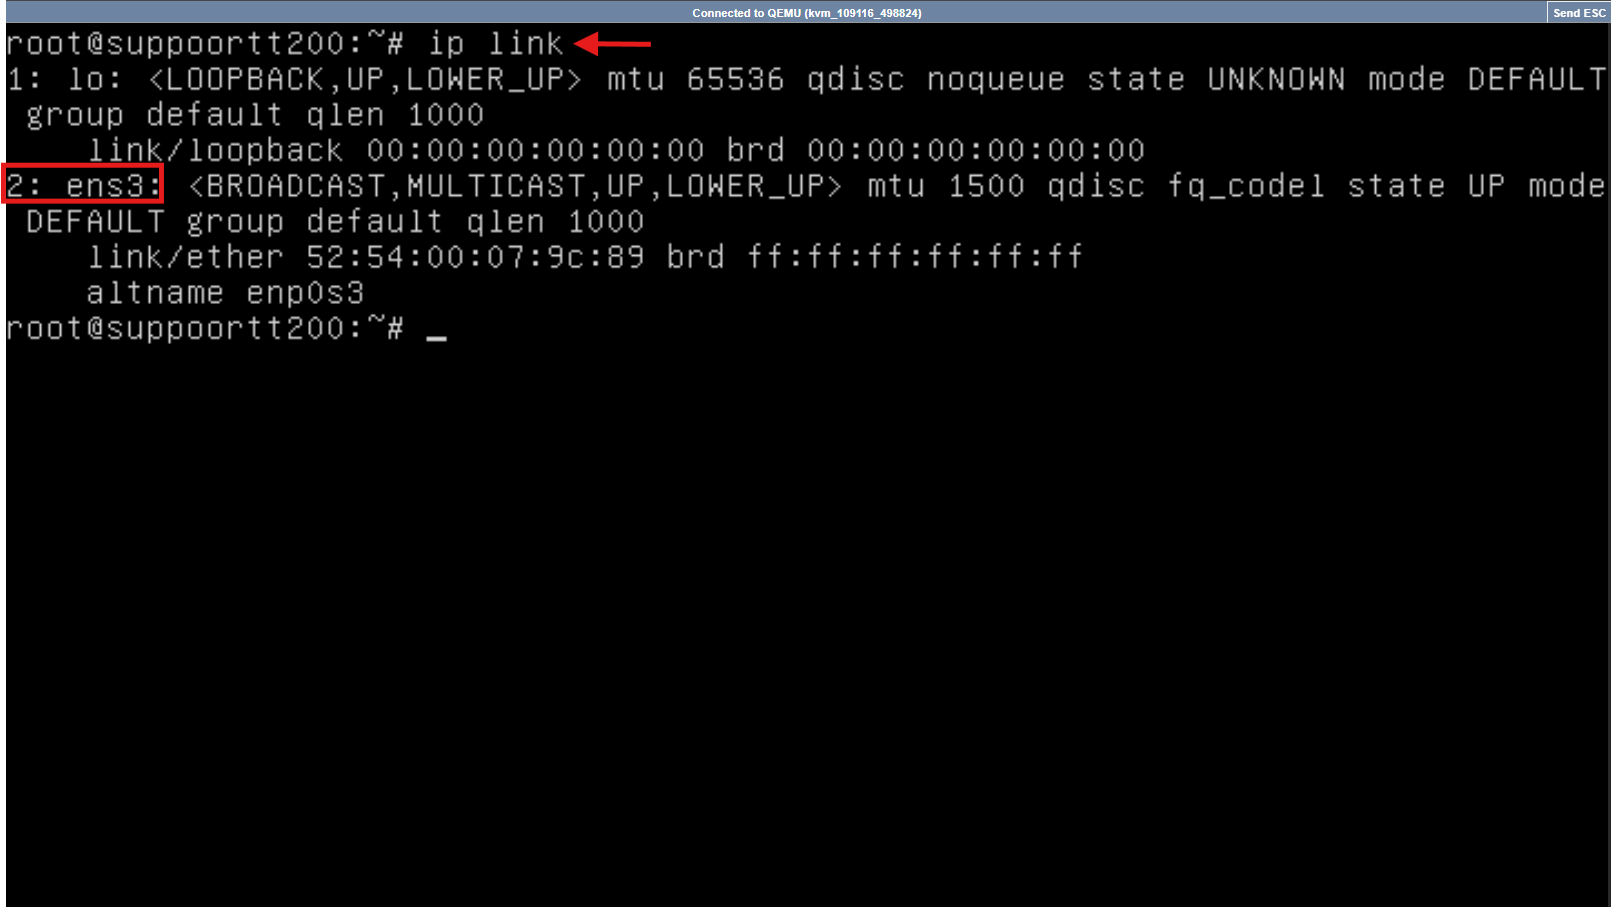 Connected to QEMU (kvm_109116_498824)
Send ESC
root@suppoortt200:~# ip link
1: lo: <LOOPBACK,UP,LOWER_UP> mtu 65536 qdisc noqueue state UNKNOWN mode DEFAULT
 group default qlen 1000
    link/loopback 00:00:00:00:00:00 brd 00:00:00:00:00:00
2: ens3: <BROADCAST,MULTICAST,UP,LOWER_UP> mtu 1500 qdisc fq_codel state UP mode
 DEFAULT group default qlen 1000
    link/ether 52:54:00:07:9c:89 brd ff:ff:ff:ff:ff:ff
    altname enp0s3
root@suppoortt200:~# _